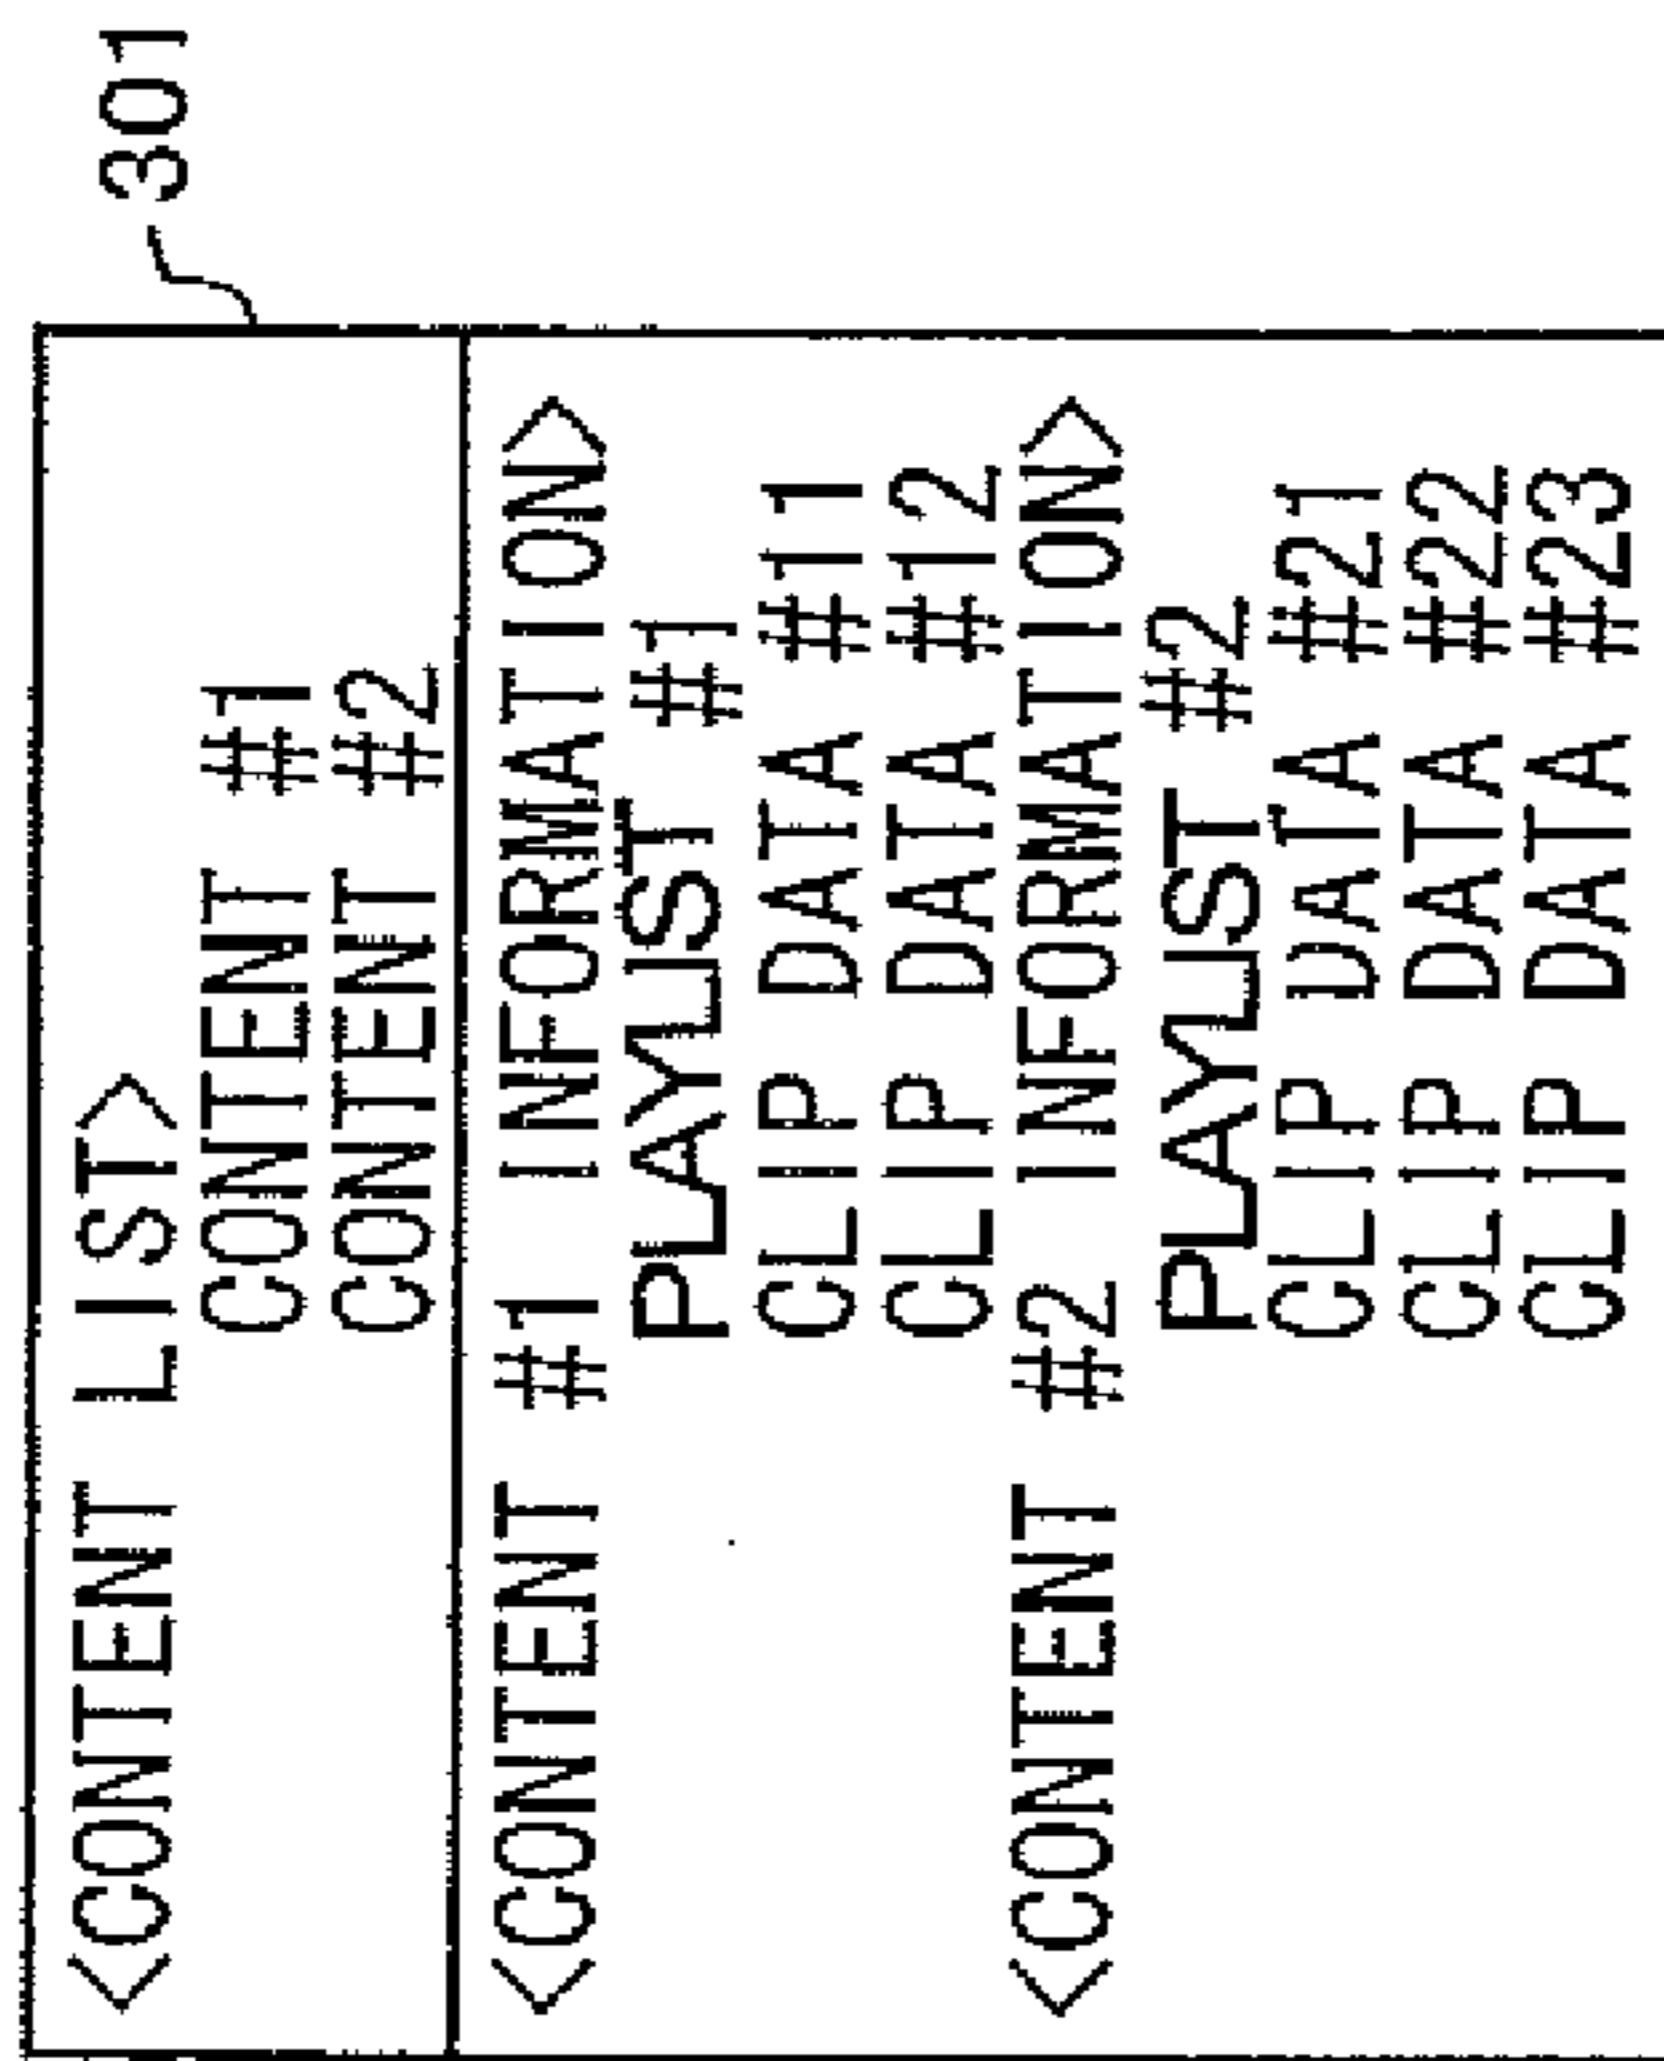 301
<CONTENT LIST>
CONTENT #1
CONTENT #2
<CONTENT #1 INFORMATION>
PLAYLIST #1
CLIP DATA #11
CLIP DATA #12
<CONTENT #2 INFORMATION>
PLAYLIST #2
CLIP DATA #21
CLIP DATA #22
CLIP DATA #23